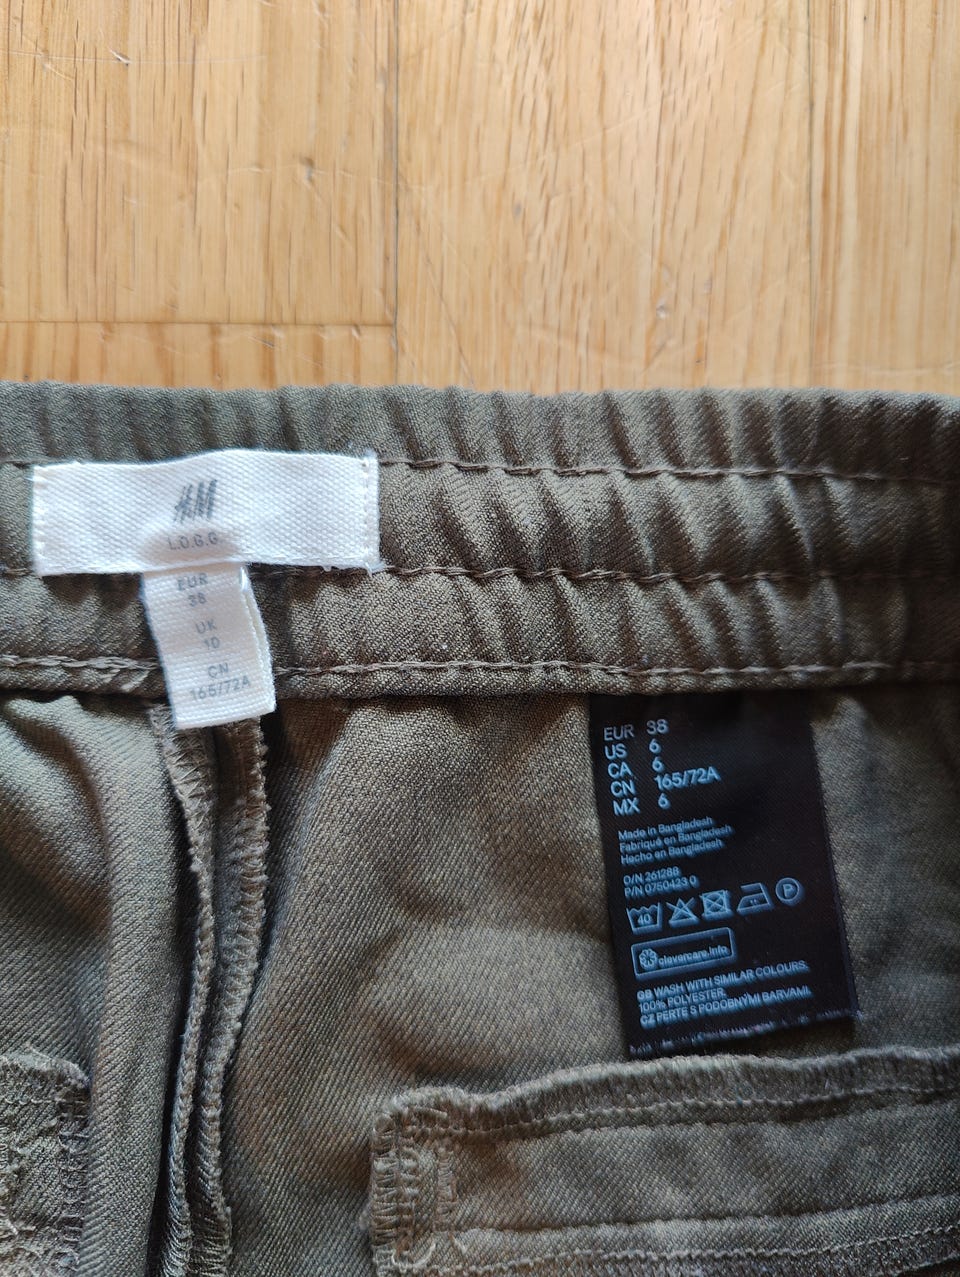 H&M
L.O.G.G
EUR
38
UK
10
CN
165/72A
EUR 38
US 6
CA 6
CN 165/72A
MX 6
Made in Bangladesh
Fabriqué en Bangladesh
Hecho en Bangladesh
O/N 261288
P/N 0750423 0
40 P
clevercare.info
GB WASH WITH SIMILAR COLOURS.
100% POLYESTER.
CZ PERTE S PODOBNÝMI BARVAMI.